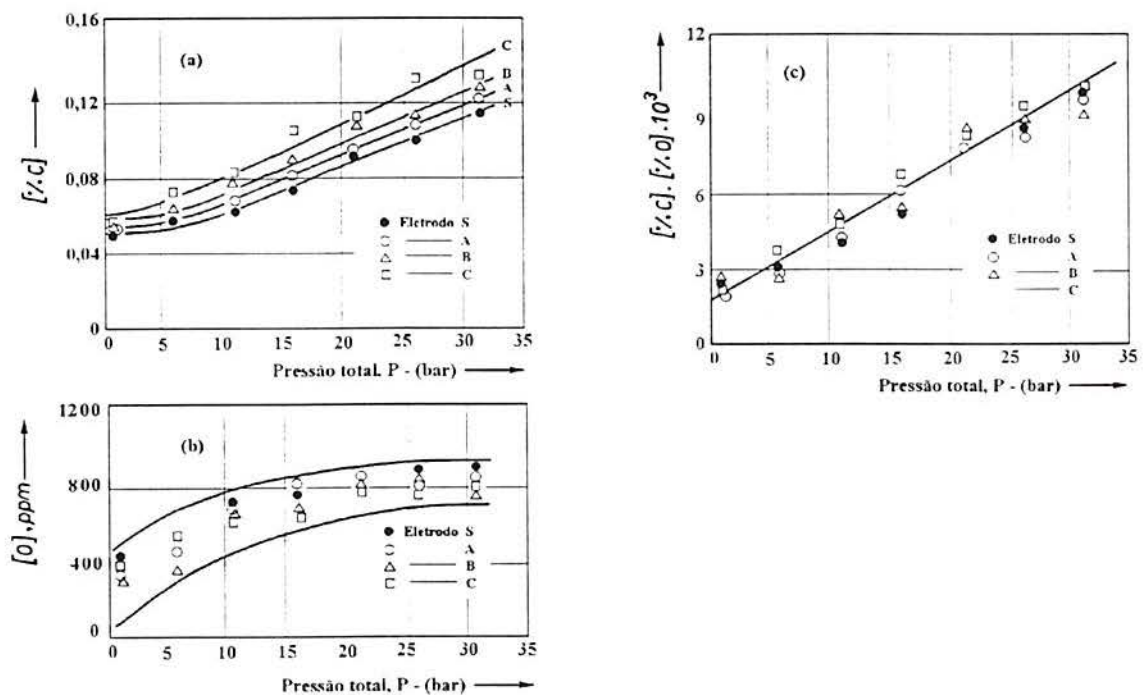 0,16
0,12
0,08
0,04
0
[%C]
(a)
C
B
A
S
Eletrodo S
A
B
C
0 5 10 15 20 25 30 35
Pressão total, P - (bar)
1200
800
400
0
[O], ppm
(b)
Eletrodo S
A
B
C
0 5 10 15 20 25 30 35
Pressão total, P - (bar)
12
9
6
3
0
[%C].[%O].10³
(c)
Eletrodo S
A
B
C
0 5 10 15 20 25 30 35
Pressão total, P - (bar)